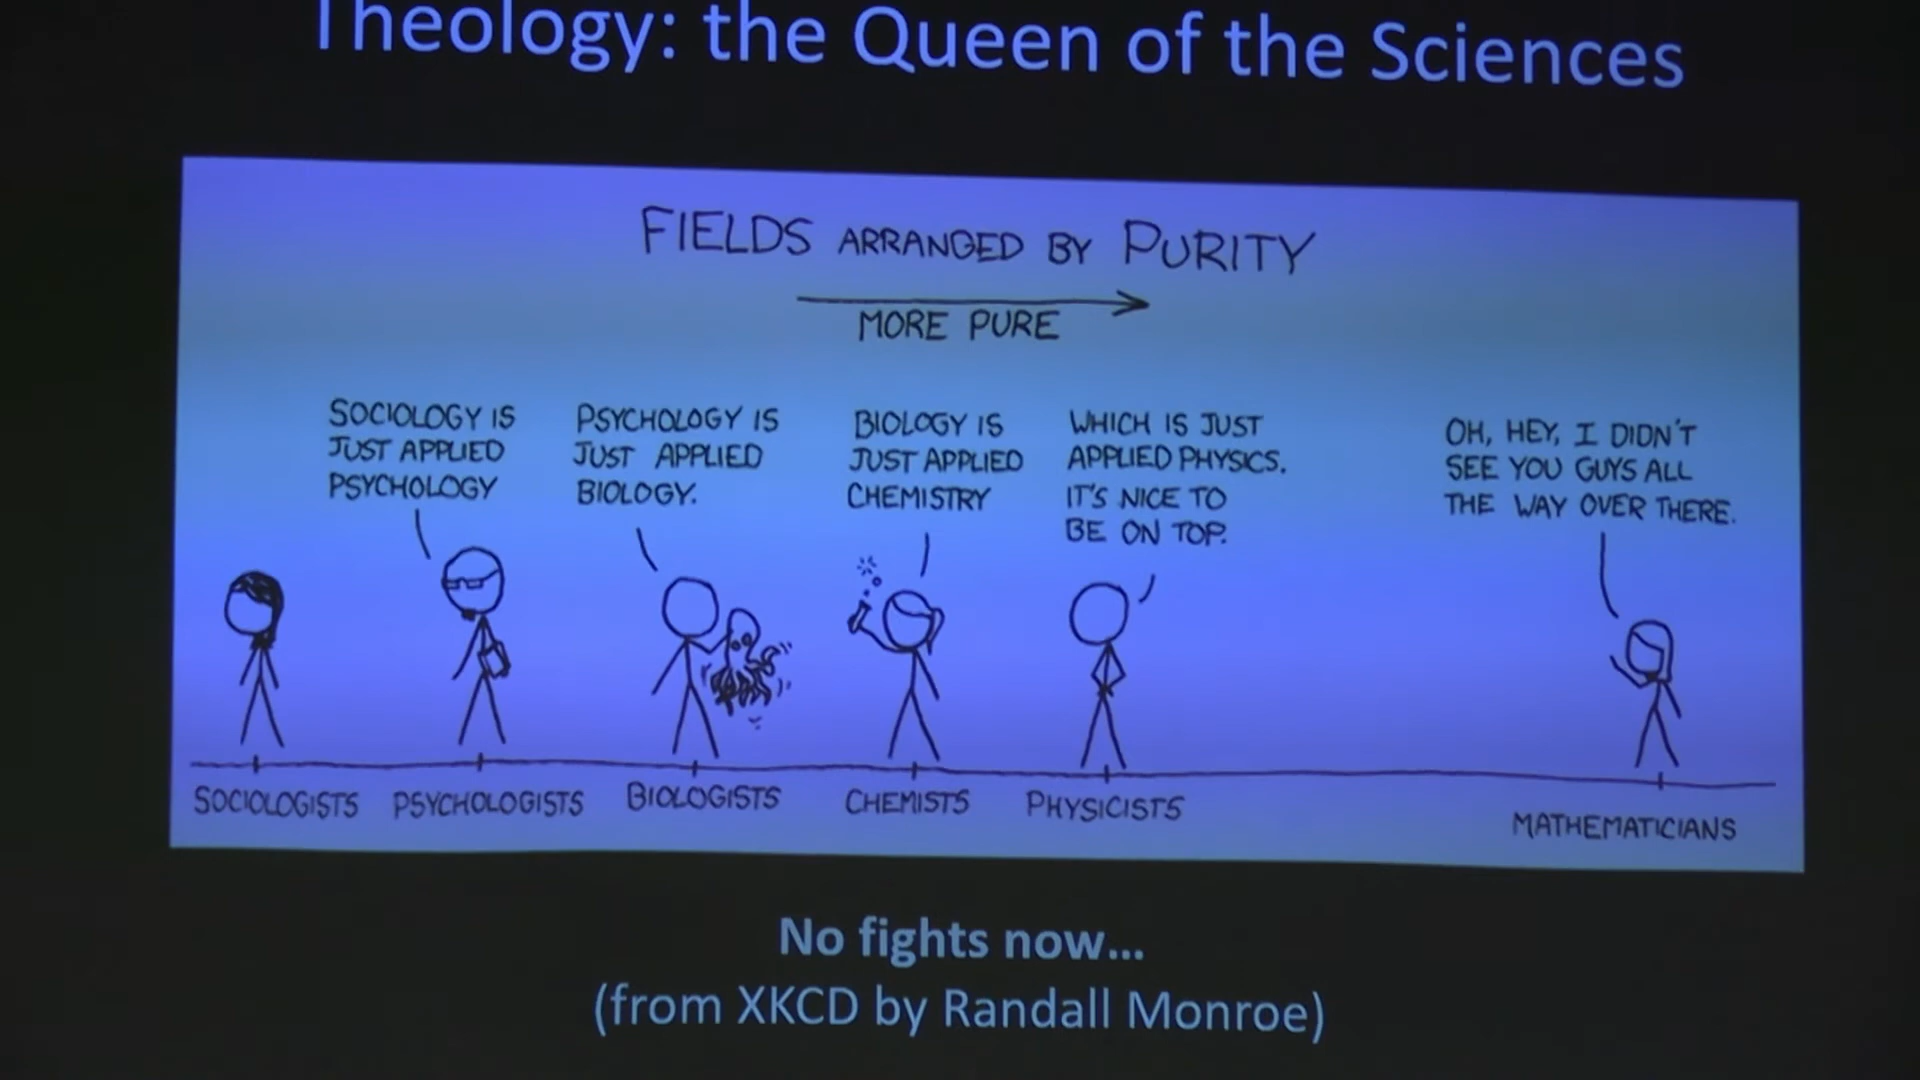 Theology: the Queen of the Sciences
FIELDS ARRANGED BY PURITY
MORE PURE
SOCIOLOGY IS
JUST APPLIED
PSYCHOLOGY
PSYCHOLOGY IS
JUST APPLIED
BIOLOGY.
BIOLOGY IS
JUST APPLIED
CHEMISTRY
WHICH IS JUST
APPLIED PHYSICS.
IT'S NICE TO
BE ON TOP.
OH, HEY, I DIDN'T
SEE YOU GUYS ALL
THE WAY OVER THERE.
SOCIOLOGISTS
PSYCHOLOGISTS
BIOLOGISTS
CHEMISTS
PHYSICISTS
MATHEMATICIANS
No fights now...
(from XKCD by Randall Monroe)